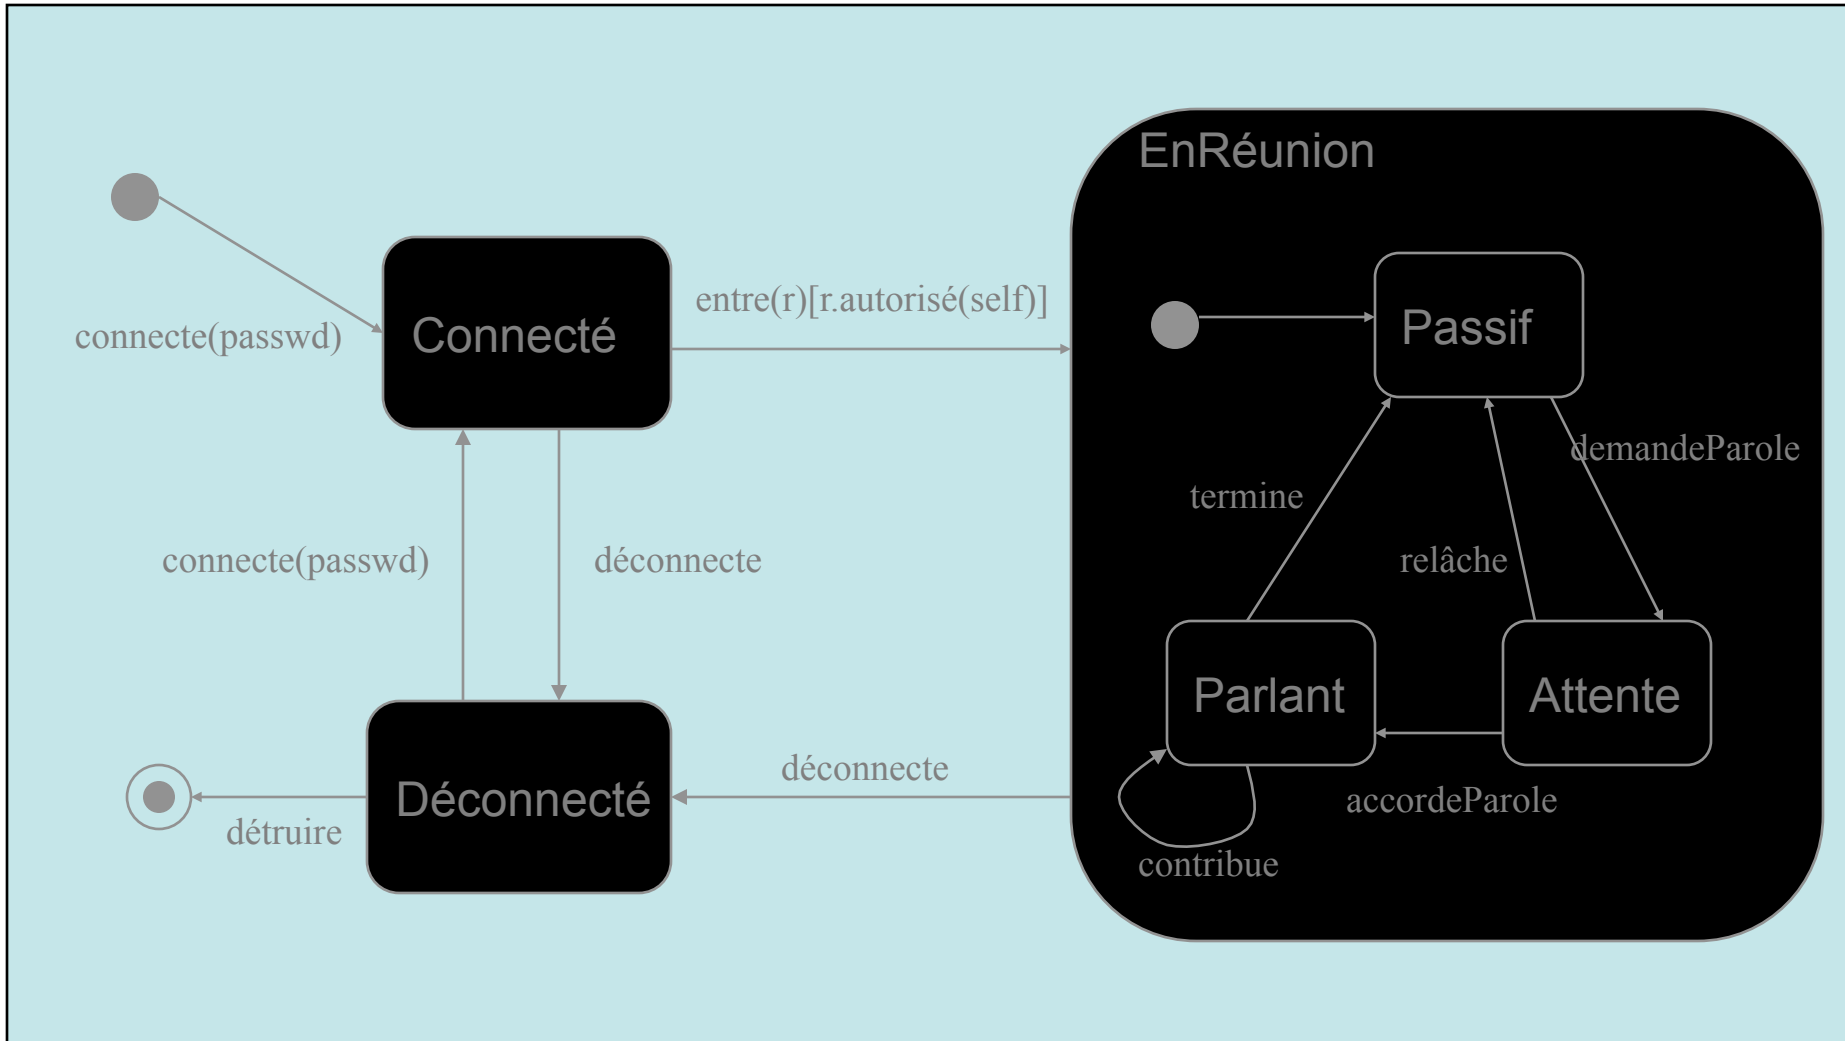 EnRéunion
entre(r)[r.autorisé(self)]
connecte(passwd)
Connecté
Passif
demandeParole
termine
connecte(passwd)
déconnecte
relâche
Parlant
Attente
déconnecte
Déconnecté
accordeParole
détruire
contribue